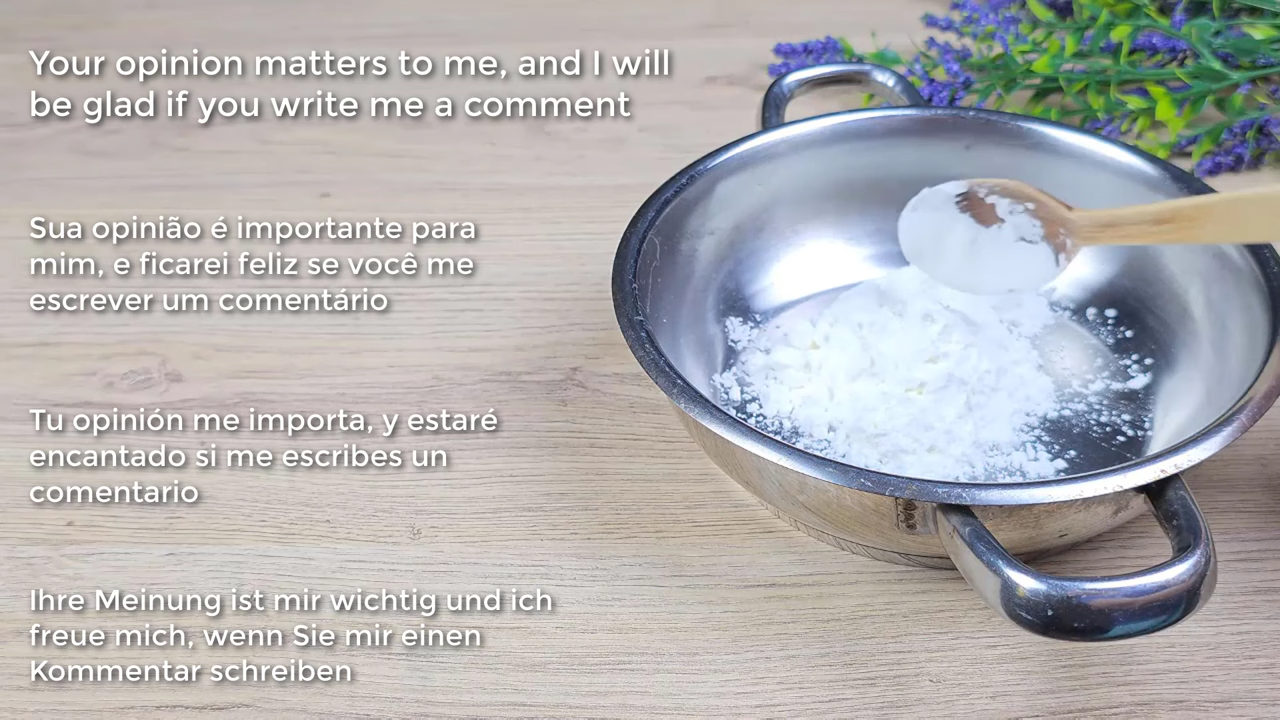 Your opinion matters to me, and I will
be glad if you write me a comment
Sua opinião é importante para
mim, e ficarei feliz se você me
escrever um comentário
Tu opinión me importa, y estaré
encantado si me escribes un
comentario
Ihre Meinung ist mir wichtig und ich
freue mich, wenn Sie mir einen
Kommentar schreiben